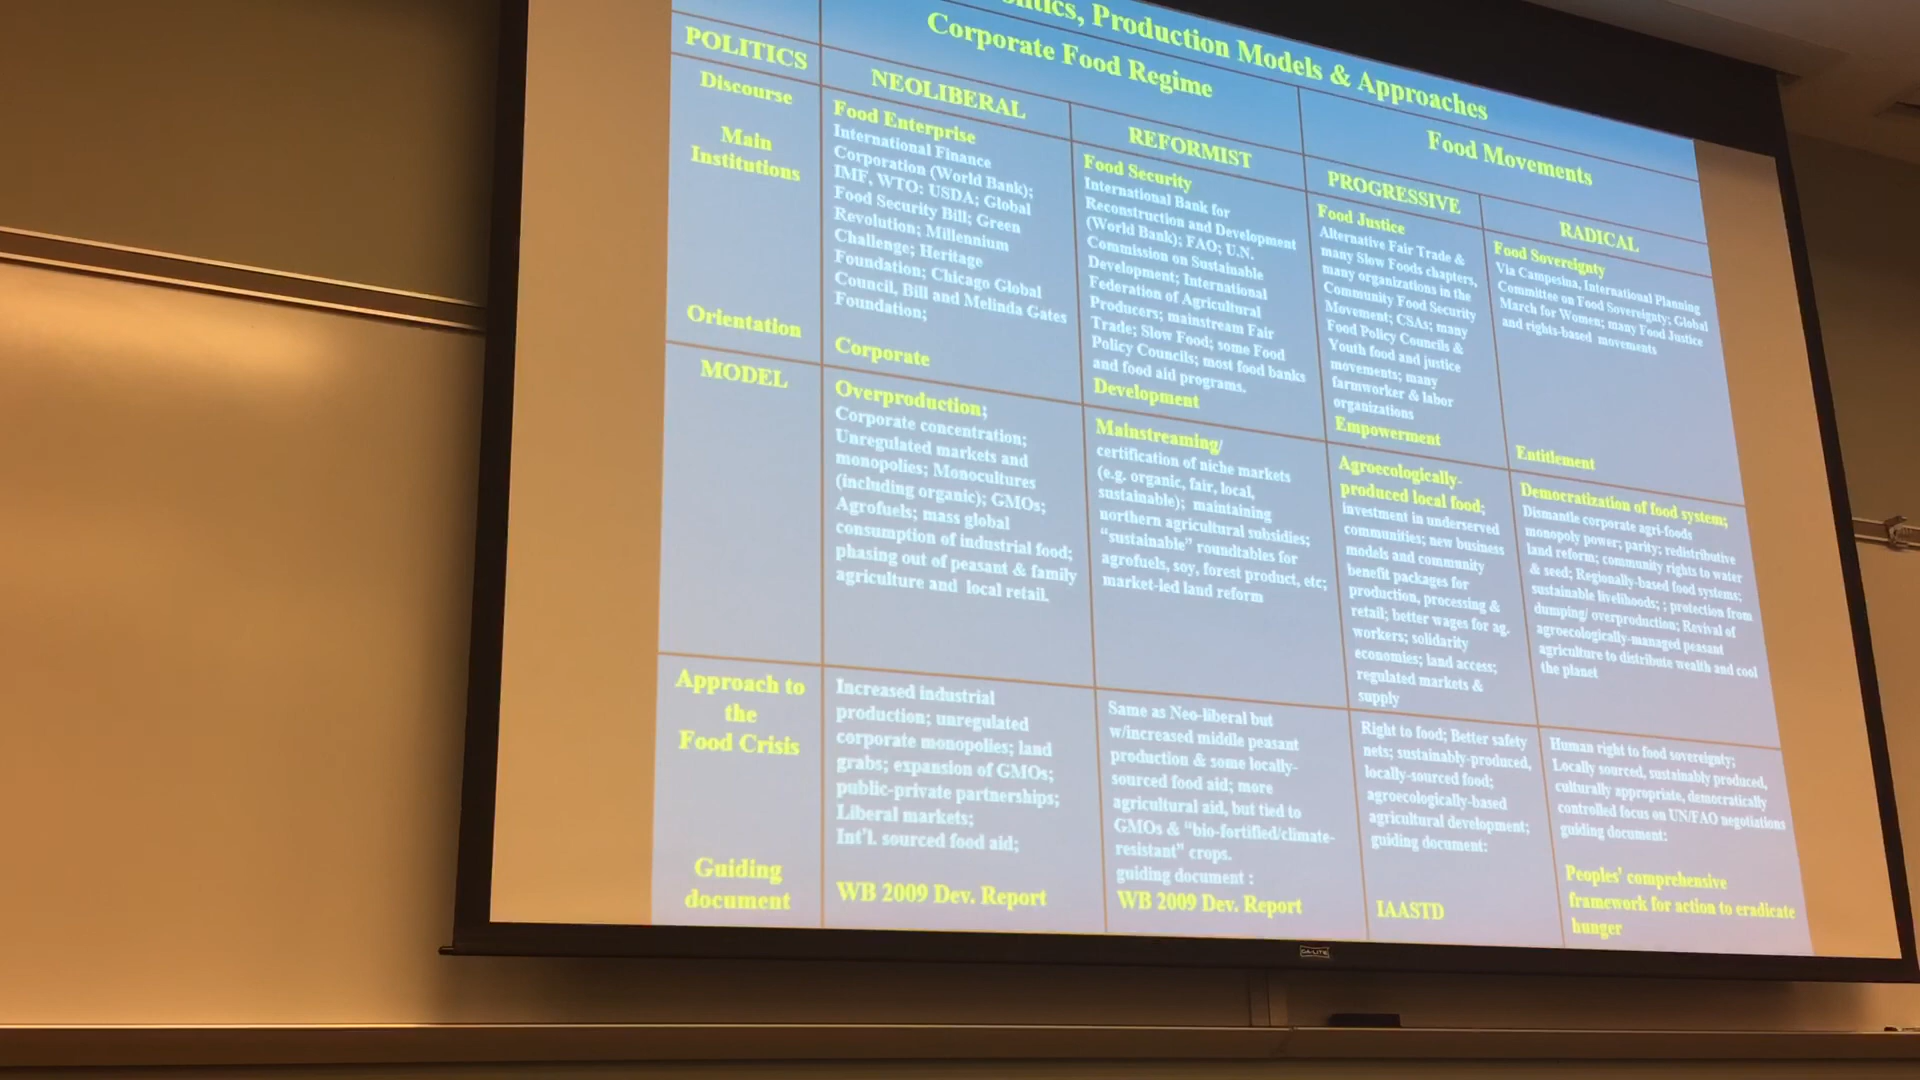 Politics, Production Models & Approaches
Corporate Food Regime
Food Movements
POLITICS
NEOLIBERAL
REFORMIST
PROGRESSIVE
RADICAL
Discourse
Main
Institutions
Orientation
Food Enterprise
International Finance
Corporation (World Bank);
IMF, WTO; USDA; Global
Food Security Bill; Green
Revolution; Millennium
Challenge; Heritage
Foundation; Chicago Global
Council, Bill and Melinda Gates
Foundation;
Corporate
Food Security
International Bank for
Reconstruction and Development
(World Bank); FAO; U.N.
Commission on Sustainable
Development; International
Federation of Agricultural
Producers; mainstream Fair
Trade; Slow Food; some Food
Policy Councils; most food banks
and food aid programs.
Development
Food Justice
Alternative Fair Trade &
many Slow Foods chapters,
many organizations in the
Community Food Security
Movement; CSAs; many
Food Policy Councils &
Youth food and justice
movements; many
farmworker & labor
organizations
Empowerment
Food Sovereignty
Via Campesina, International Planning
Committee on Food Sovereignty; Global
March for Women; many Food Justice
and rights-based movements
Entitlement
MODEL
Overproduction;
Corporate concentration;
Unregulated markets and
monopolies; Monocultures
(including organic); GMOs;
Agrofuels; mass global
consumption of industrial food;
phasing out of peasant & family
agriculture and local retail.
Mainstreaming/
certification of niche markets
(e.g. organic, fair, local,
sustainable); maintaining
northern agricultural subsidies;
"sustainable" roundtables for
agrofuels, soy, forest product, etc;
market-led land reform
Agroecologically-
produced local food;
investment in underserved
communities; new business
models and community
benefit packages for
production, processing &
retail; better wages for ag.
workers; solidarity
economies; land access;
regulated markets &
supply
Democratization of food system;
Dismantle corporate agri-foods
monopoly power; parity; redistributive
land reform; community rights to water
& seed; Regionally-based food systems;
sustainable livelihoods; ; protection from
dumping/ overproduction; Revival of
agroecologically-managed peasant
agriculture to distribute wealth and cool
the planet
Approach to
the
Food Crisis
Guiding
document
Increased industrial
production; unregulated
corporate monopolies; land
grabs; expansion of GMOs;
public-private partnerships;
Liberal markets;
Int'l. sourced food aid;
WB 2009 Dev. Report
Same as Neo-liberal but
w/increased middle peasant
production & some locally-
sourced food aid; more
agricultural aid, but tied to
GMOs & "bio-fortified/climate-
resistant" crops.
guiding document :
WB 2009 Dev. Report
Right to food; Better safety
nets; sustainably-produced,
locally-sourced food;
agroecologically-based
agricultural development;
guiding document:
IAASTD
Human right to food sovereignty;
Locally sourced, sustainably produced,
culturally appropriate, democratically
controlled focus on UN/FAO negotiations
guiding document:
Peoples' comprehensive
framework for action to eradicate
hunger
DA-LITE